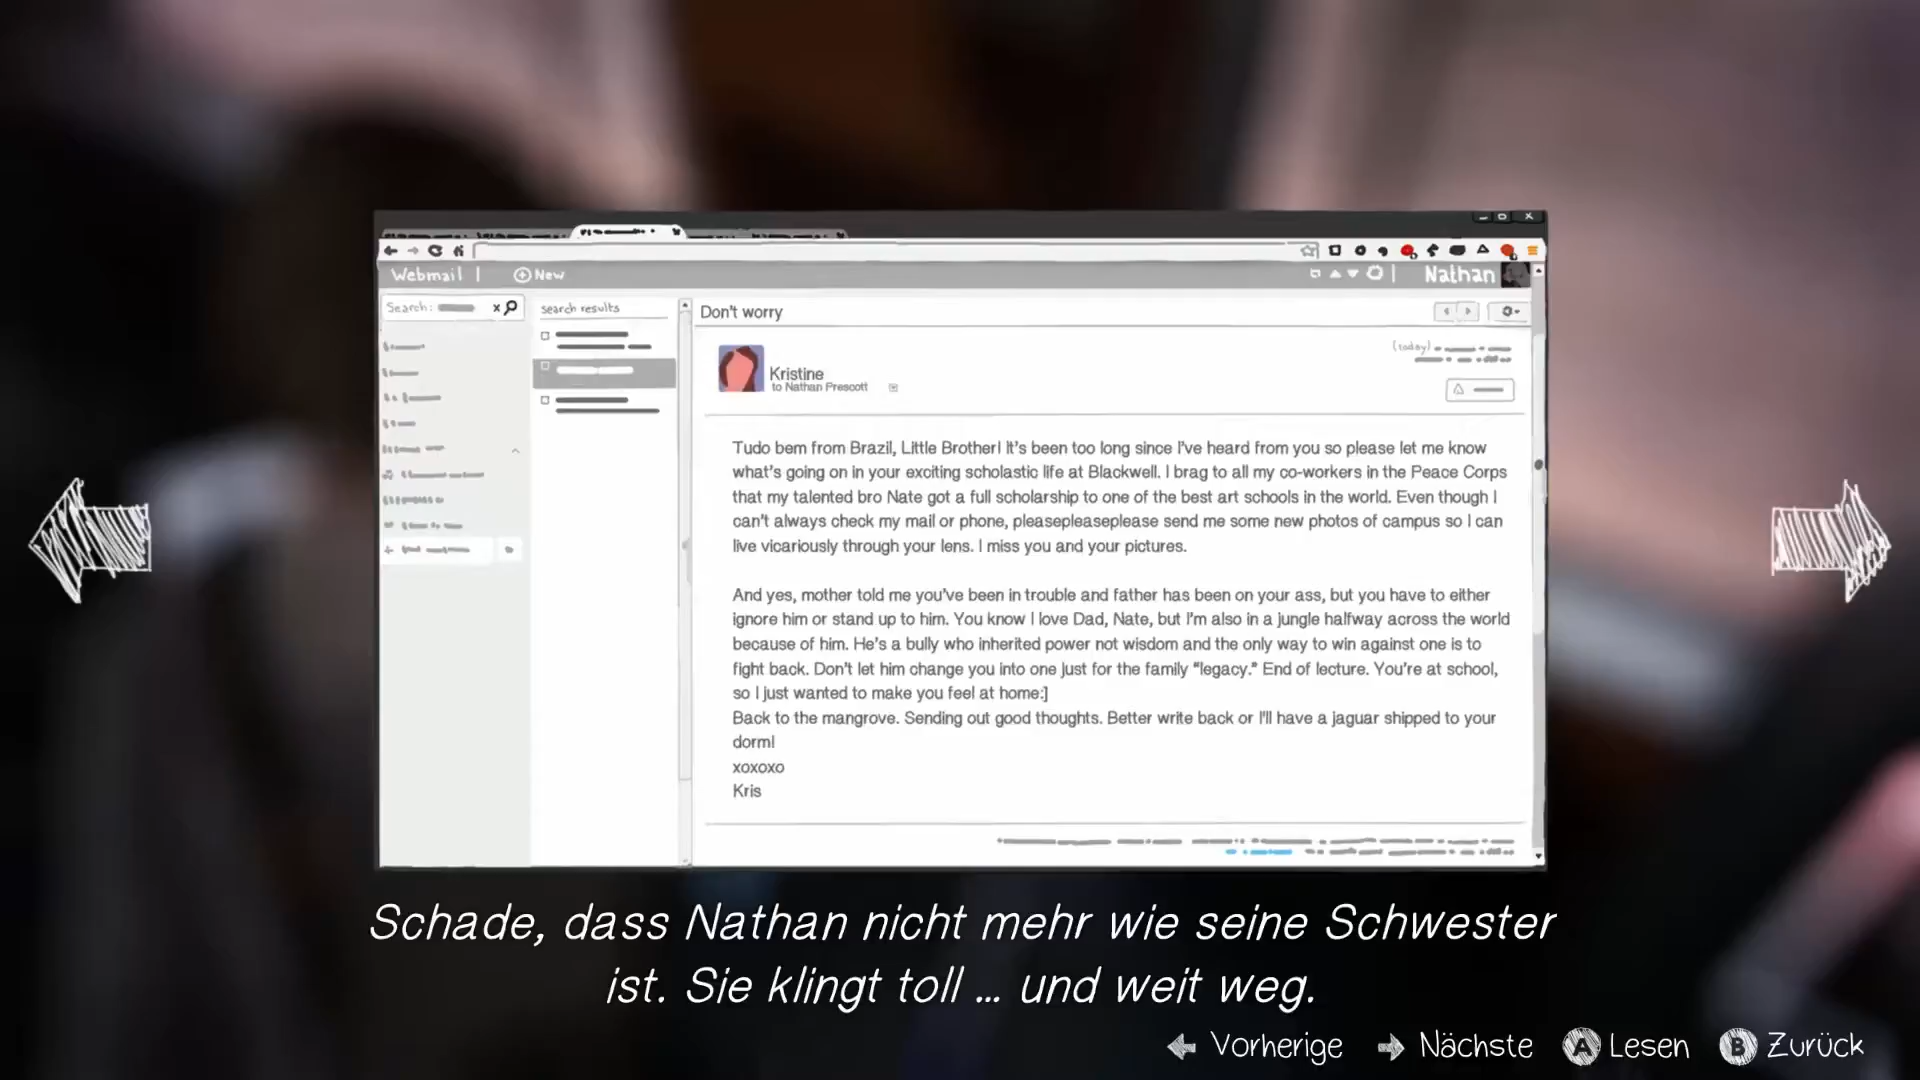 Webmail |
New
Nathan
Search:
x
search results
Don't worry
(today)
Kristine
to Nathan Prescott
Tudo bem from Brazil, Little Brother! It's been too long since I've heard from you so please let me know
what's going on in your exciting scholastic life at Blackwell. I brag to all my co-workers in the Peace Corps
that my talented bro Nate got a full scholarship to one of the best art schools in the world. Even though I
can't always check my mail or phone, pleasepleaseplease send me some new photos of campus so I can
live vicariously through your lens. I miss you and your pictures.
And yes, mother told me you've been in trouble and father has been on your ass, but you have to either
ignore him or stand up to him. You know I love Dad, Nate, but I'm also in a jungle halfway across the world
because of him. He's a bully who inherited power not wisdom and the only way to win against one is to
fight back. Don't let him change you into one just for the family "legacy." End of lecture. You're at school,
so I just wanted to make you feel at home:]
Back to the mangrove. Sending out good thoughts. Better write back or I'll have a jaguar shipped to your
dorm!
xoxoxo
Kris
Schade, dass Nathan nicht mehr wie seine Schwester
ist. Sie klingt toll ... und weit weg.
Vorherige
Nächste
A Lesen
B Zurück